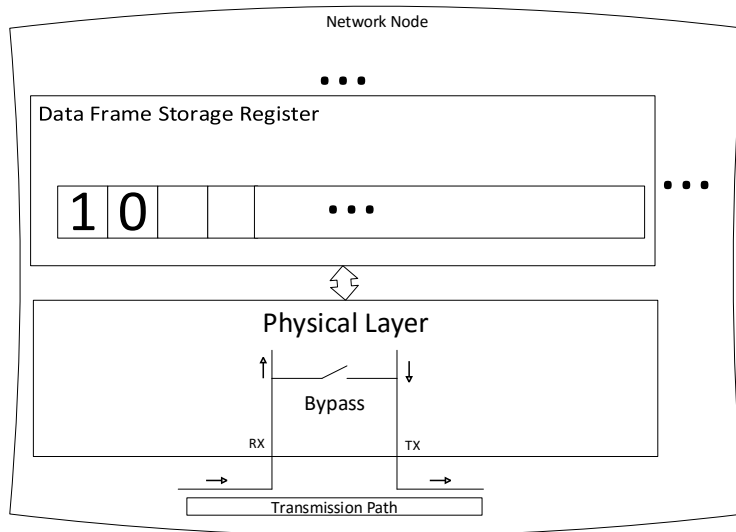 Network Node
•••
Data Frame Storage Register
•••
1 0 •••
Physical Layer
Bypass
RX TX
Transmission Path